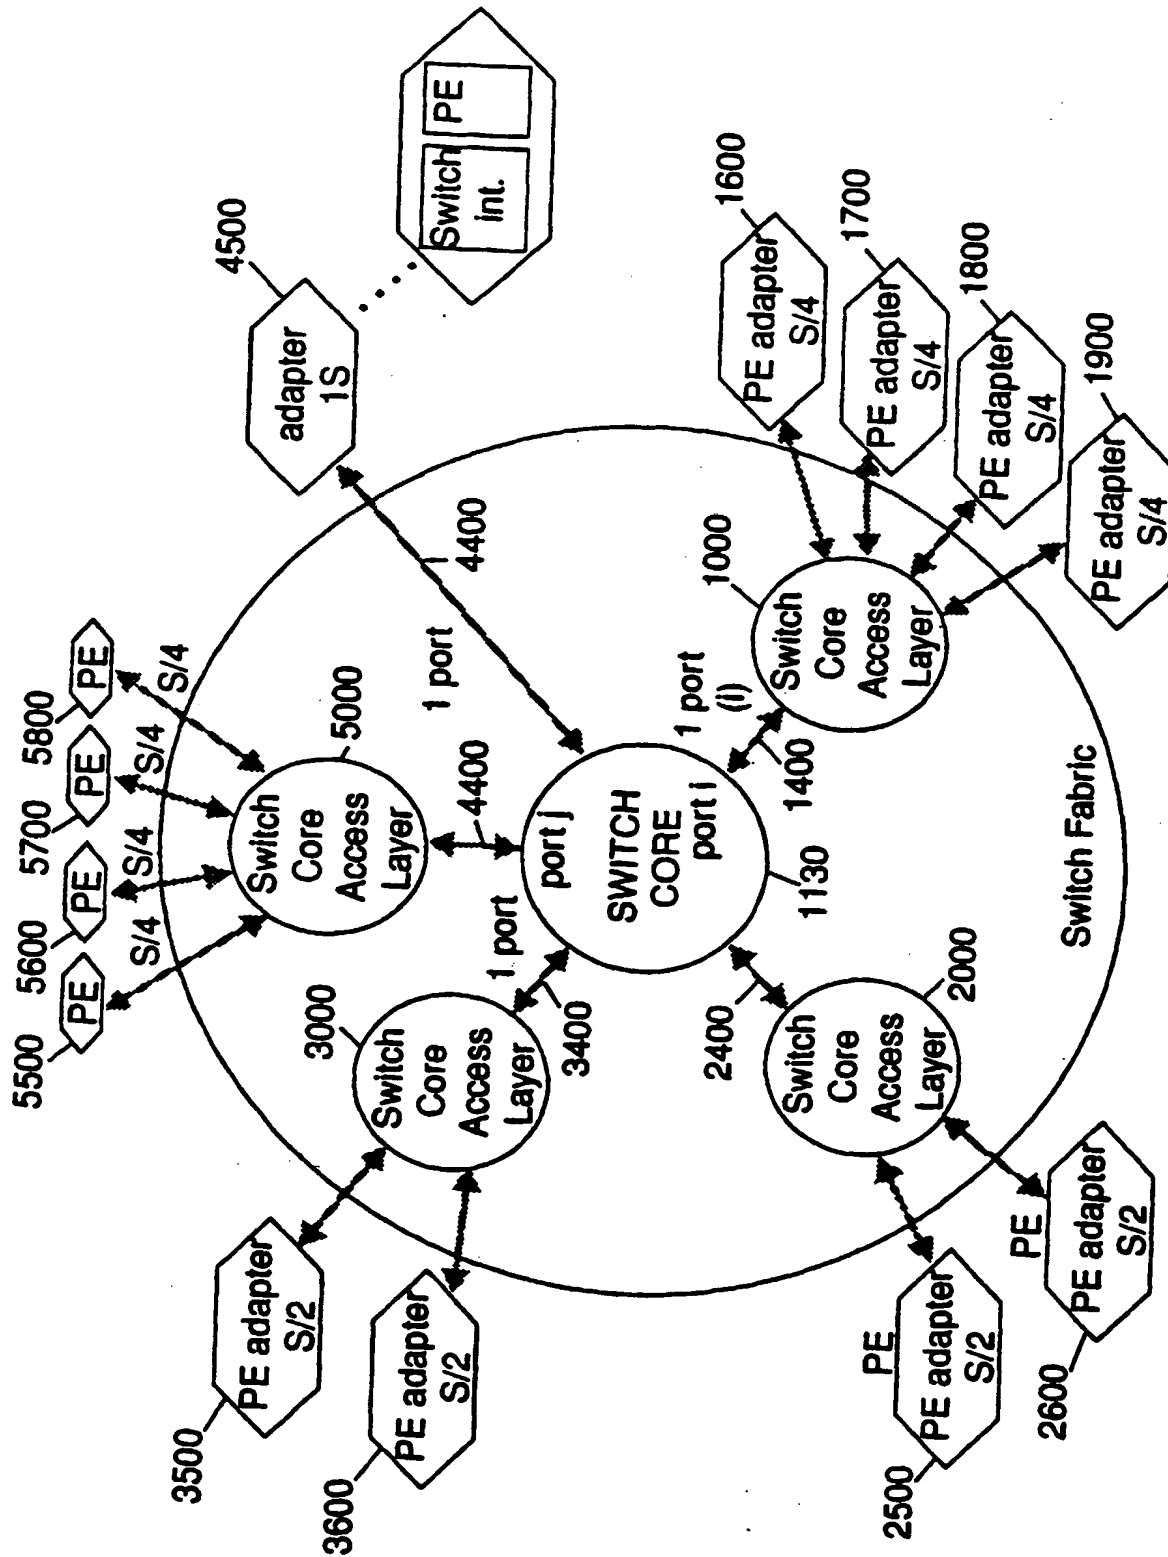 5500
5600
5700
5800
PE
PE
PE
PE
S/4
S/4
S/4
S/4
3500
PE adapter
S/2
3600
PE adapter
S/2
3000
Switch
Core
Access
Layer
3400
1 port
Switch
Core
Access
Layer
5000
4400
1 port
4400
4500
adapter
1S
Switch
int.
PE
port j
SWITCH
CORE
port i
1130
2400
2000
Switch
Core
Access
Layer
PE
PE adapter
S/2
2500
PE
PE adapter
S/2
2600
1 port
(i)
1400
1000
Switch
Core
Access
Layer
1600
PE adapter
S/4
1700
PE adapter
S/4
1800
PE adapter
S/4
1900
PE adapter
S/4
Switch Fabric